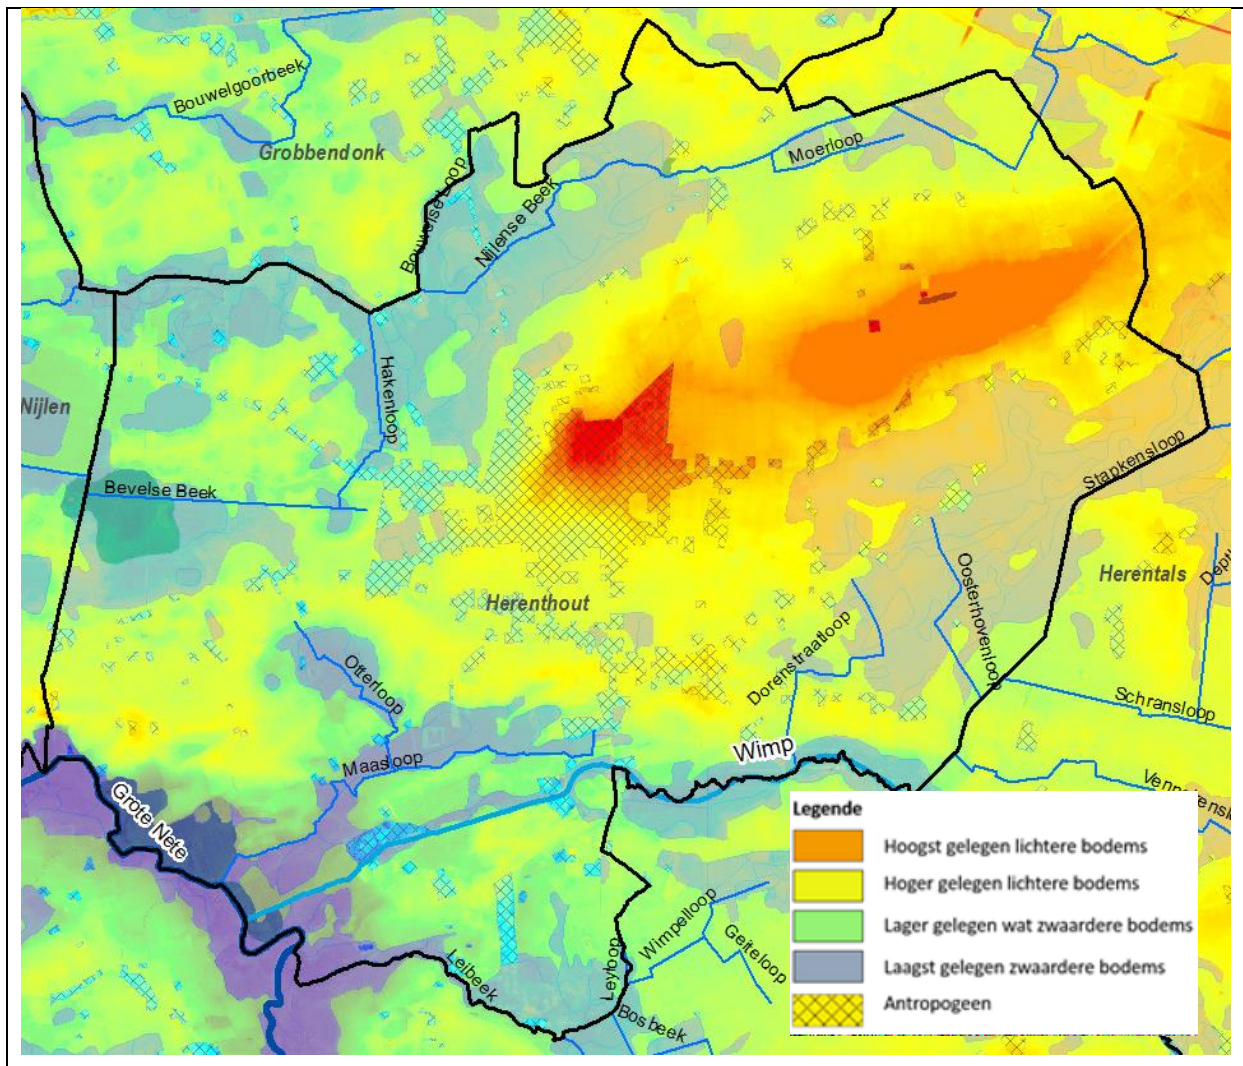 Bouwelgoorbeek
Grobbendonk
Moerloop
Bouwelse Loop
Nijlense Beek
Hakenloop
Nijlen
Stapkensloop
Bevelse Beek
Herentals
Herenthout
Oosterhovenloop
Dorenstraatloop
Otterloop
Schransloop
Wimp
Maasloop
Grote Nete
Legende
Hoogst gelegen lichtere bodems
Hoger gelegen lichtere bodems
Lager gelegen wat zwaardere bodems
Laagst gelegen zwaardere bodems
Antropogeen
Wimpelloop
Geiteloop
Leibeek
Leyloop
Bosbeek